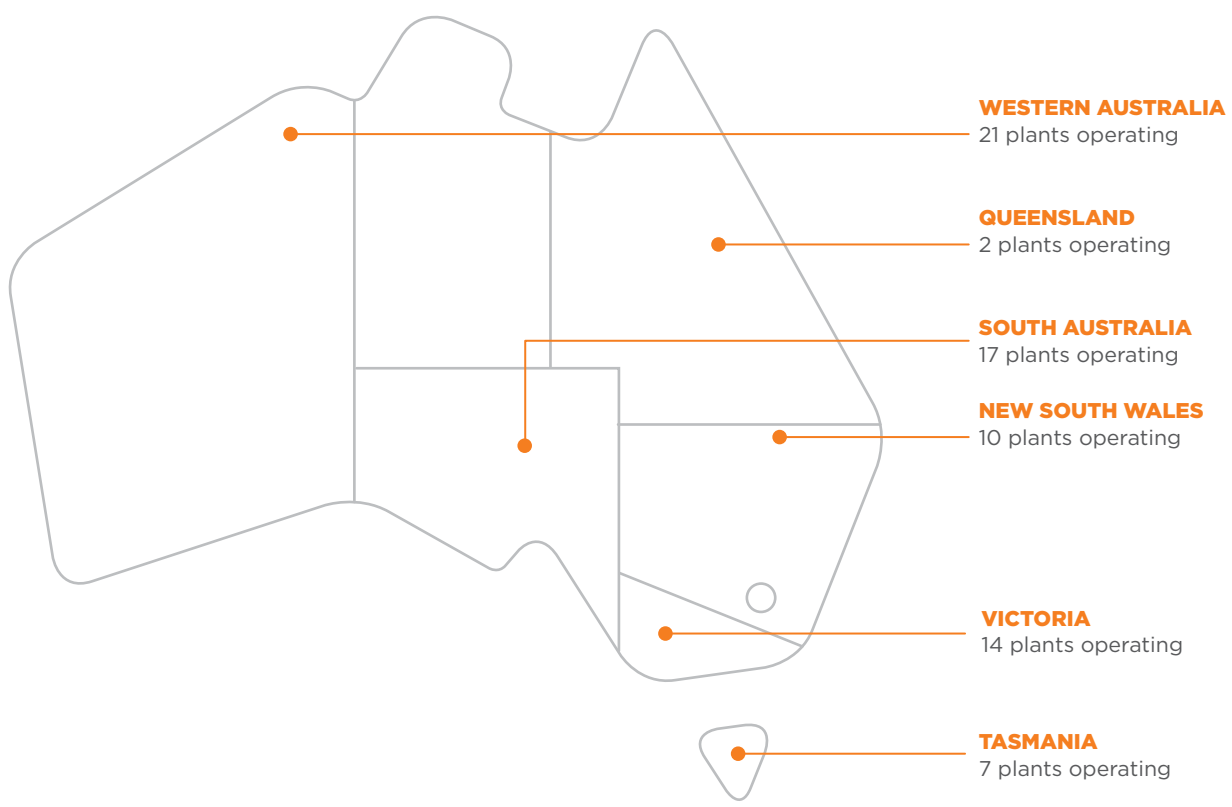 WESTERN AUSTRALIA
21 plants operating
QUEENSLAND
2 plants operating
SOUTH AUSTRALIA
17 plants operating
NEW SOUTH WALES
10 plants operating
VICTORIA
14 plants operating
TASMANIA
7 plants operating